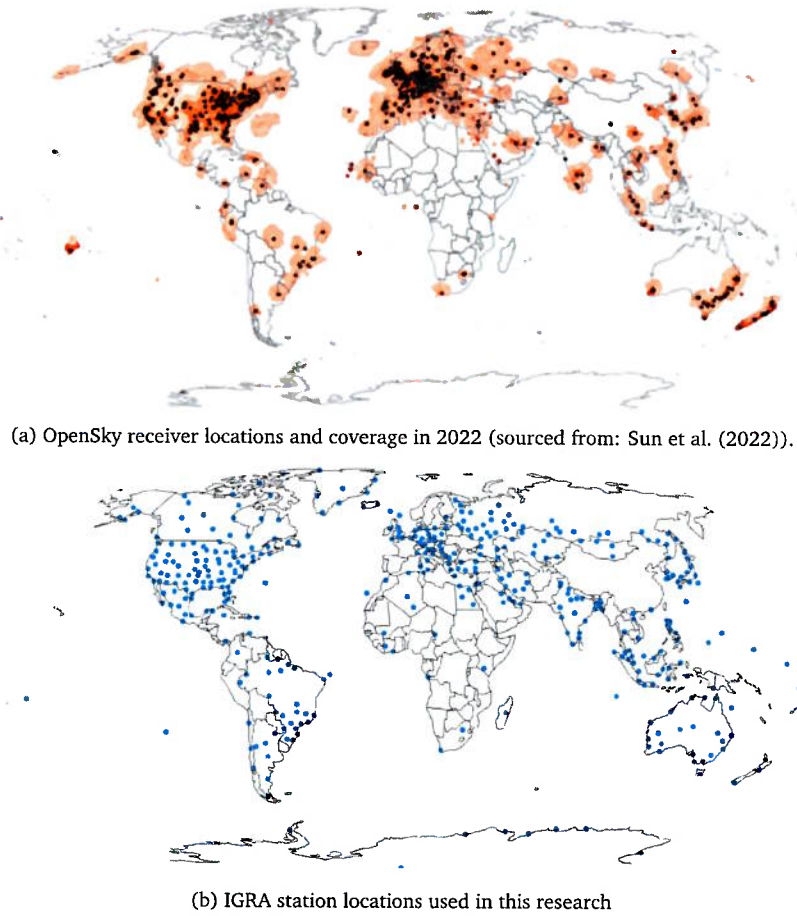 (a) OpenSky receiver locations and coverage in 2022 (sourced from: Sun et al. (2022)).
(b) IGRA station locations used in this research